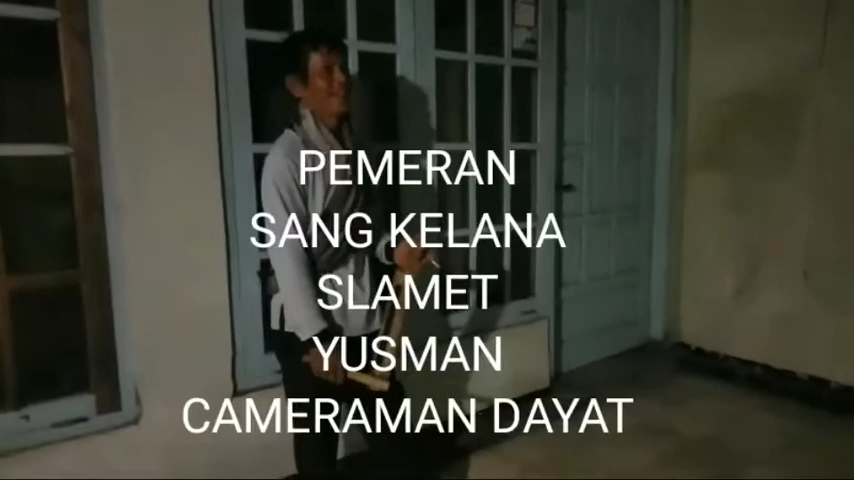 PEMERAN
SANG KELANA
SLAMET
YUSMAN
CAMERAMAN DAYAT